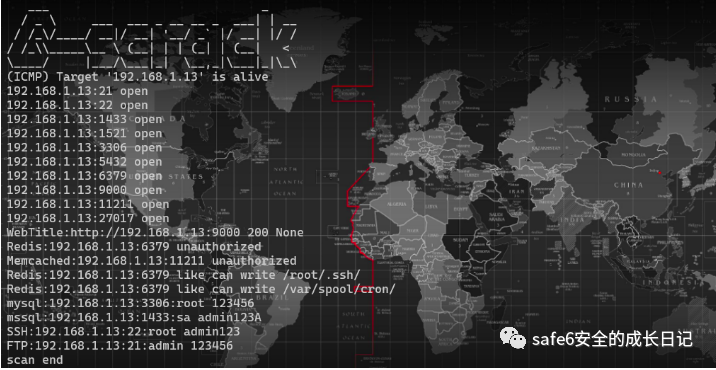 (ICMP) Target '192.168.1.13' is alive
192.168.1.13:21 open
192.168.1.13:22 open
192.168.1.13:1433 open
192.168.1.13:1521 open
192.168.1.13:3306 open
192.168.1.13:5432 open
192.168.1.13:6379 open
192.168.1.13:9000 open
192.168.1.13:11211 open
192.168.1.13:27017 open
WebTitle:http://192.168.1.13:9000 200 None
Redis:192.168.1.13:6379 unauthorized
Memcached:192.168.1.13:11211 unauthorized
Redis:192.168.1.13:6379 like can write /root/.ssh/
Redis:192.168.1.13:6379 like can write /var/spool/cron/
mysql:192.168.1.13:3306:root 123456
mssql:192.168.1.13:1433:sa admin123A
SSH:192.168.1.13:22:root admin123
FTP:192.168.1.13:21:admin 123456
scan end
RUSSIA
CHINA
INDIA
IRAN
NORTH
ATLANTIC
OCEAN
SOUTH
ATLANTIC
OCEAN
safe6安全的成长日记